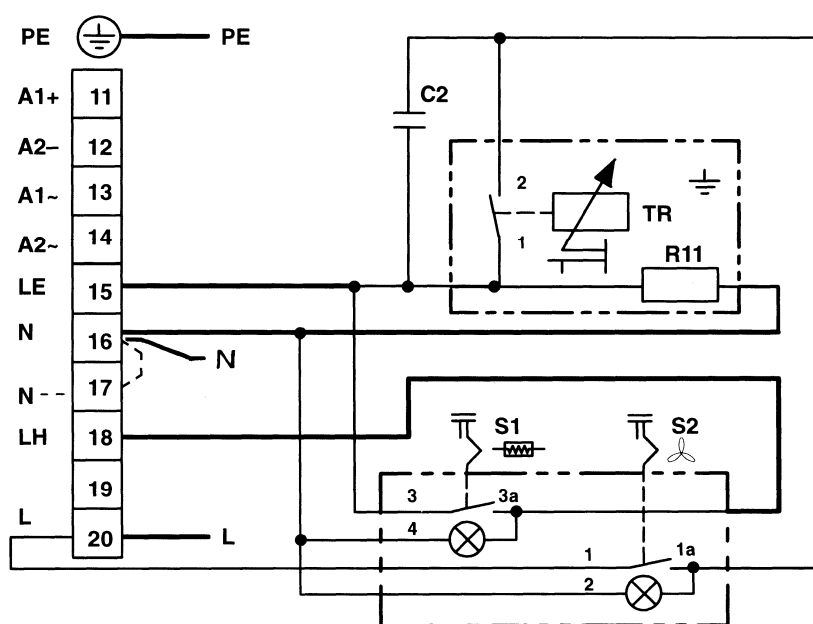 PE PE
A1+ 11 C2
A2– 12
2
A1~ 13 TR
A2~ 14 1
R11
LE 15
N 16
N
N -- 17
LH 18 S1 S2
19 3 3a
L 4
20 L 1 1a
2